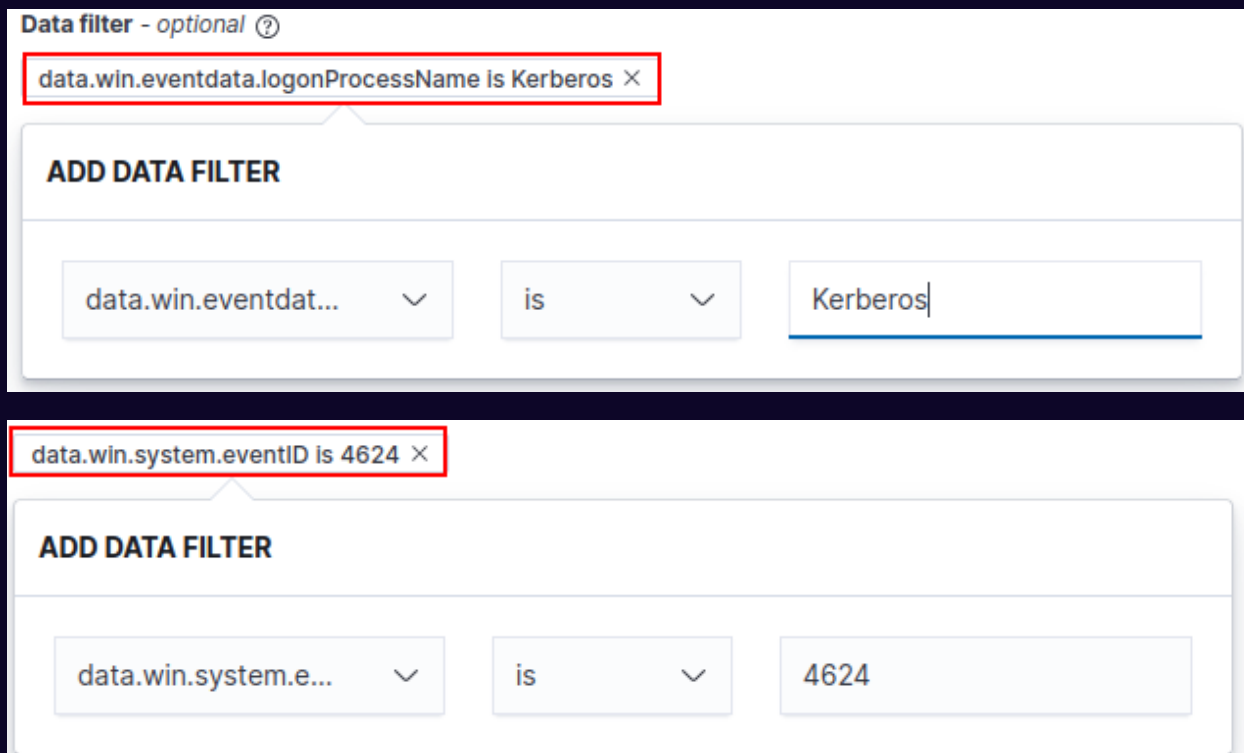 Data filter - optional ?
data.win.eventdata.logonProcessName is Kerberos ×
ADD DATA FILTER
data.win.eventdat... is Kerberos
data.win.system.eventID is 4624 ×
ADD DATA FILTER
data.win.system.e... is 4624